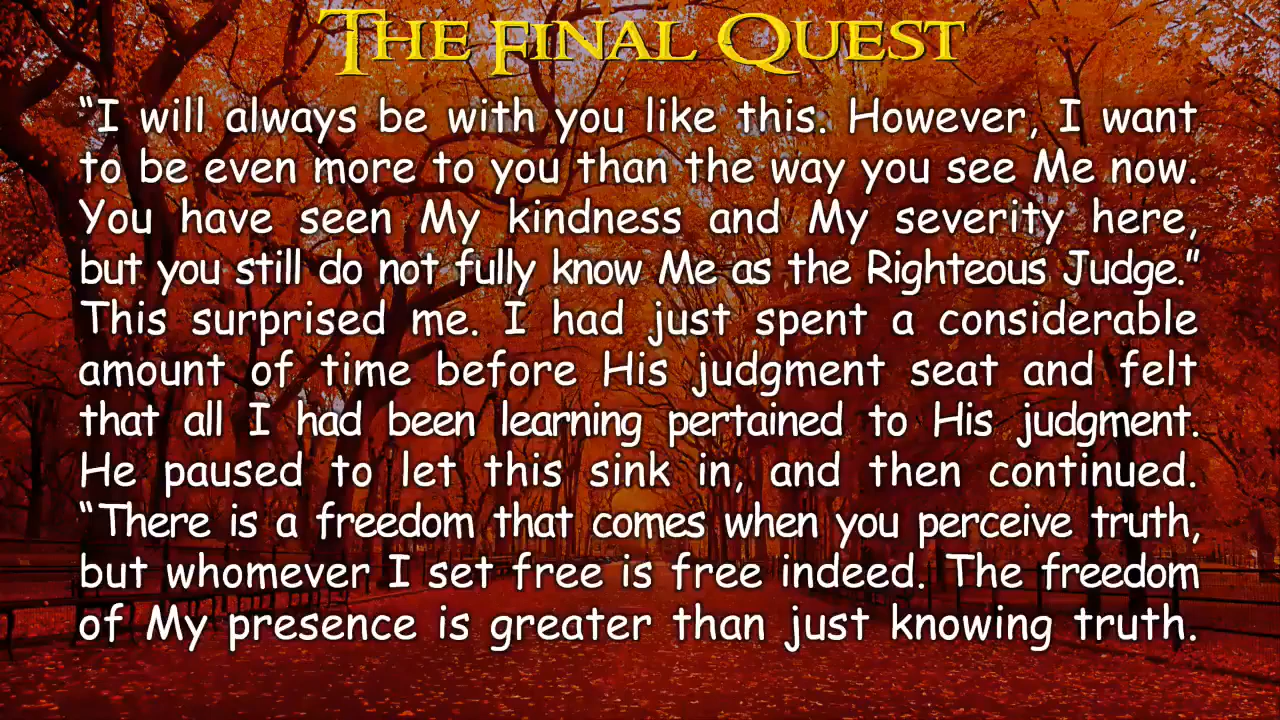 The Final Quest
“I will always be with you like this. However, I want
to be even more to you than the way you see Me now.
You have seen My kindness and My severity here,
but you still do not fully know Me as the Righteous Judge.”
This surprised me. I had just spent a considerable
amount of time before His judgment seat and felt
that all I had been learning pertained to His judgment.
He paused to let this sink in, and then continued.
“There is a freedom that comes when you perceive truth,
but whomever I set free is free indeed. The freedom
of My presence is greater than just knowing truth.